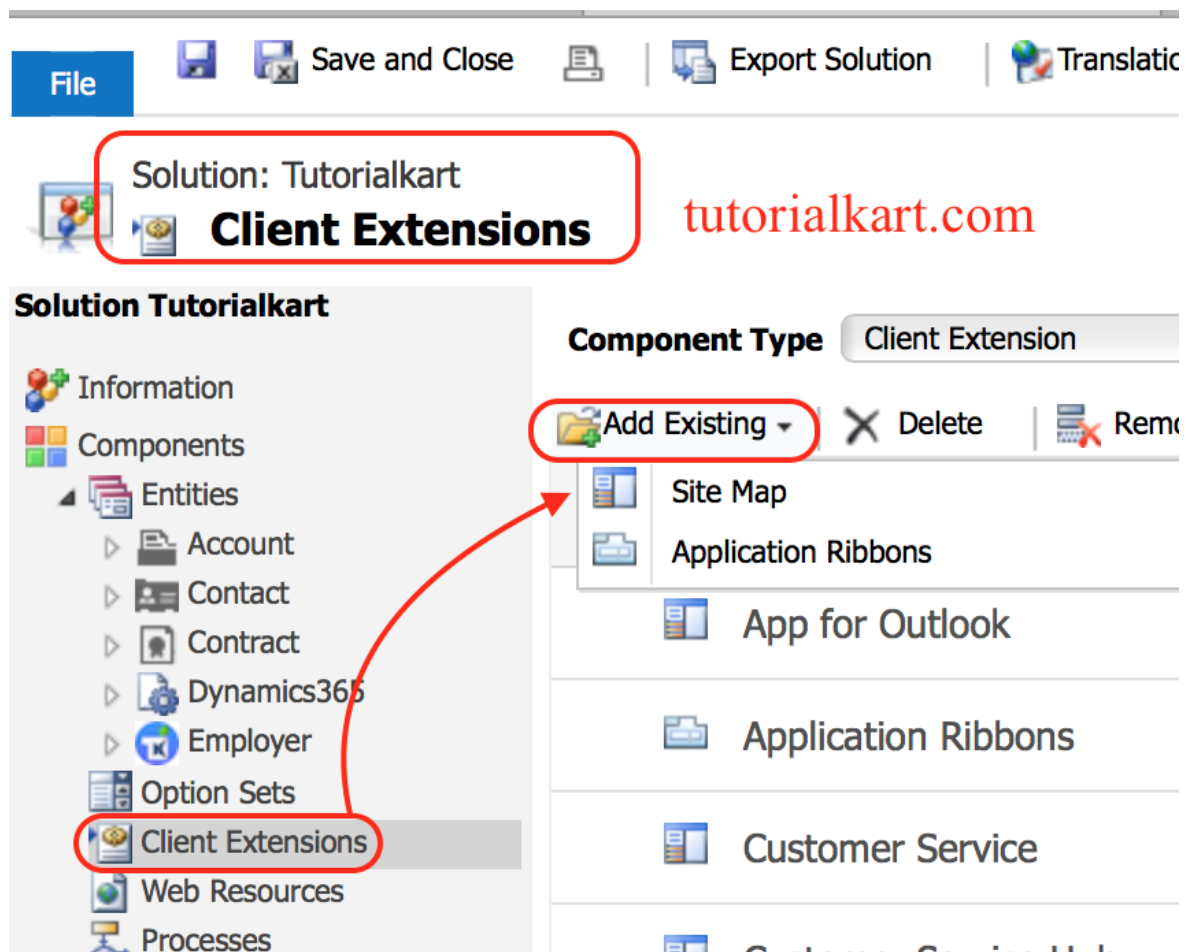 File
Save and Close
Export Solution
Solution: Tutorialkart
Client Extensions
tutorialkart.com
Solution Tutorialkart
Information
Components
Entities
Account
Contact
Contract
Dynamics365
Employer
Option Sets
Client Extensions
Web Resources
Processes
Component Type
Client Extension
Add Existing
Delete
Site Map
Application Ribbons
App for Outlook
Application Ribbons
Customer Service